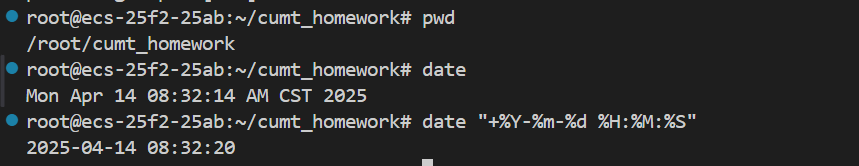 root@ecs-25f2-25ab:~/cumt_homework# pwd
/root/cumt_homework
root@ecs-25f2-25ab:~/cumt_homework# date
Mon Apr 14 08:32:14 AM CST 2025
root@ecs-25f2-25ab:~/cumt_homework# date "+%Y-%m-%d %H:%M:%S"
2025-04-14 08:32:20